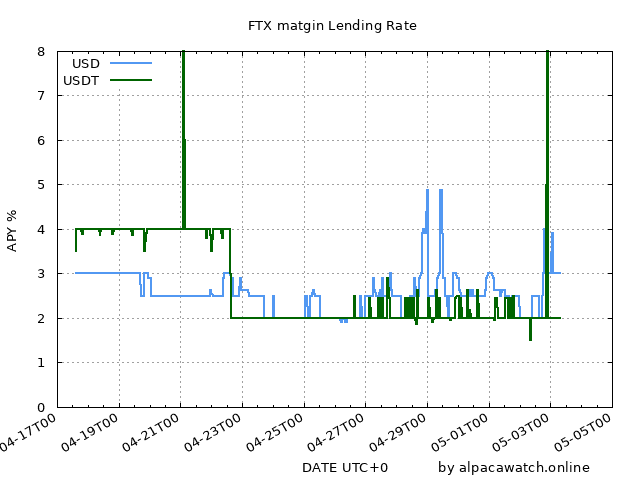 FTX matgin Lending Rate
USD
USDT
8
7
6
5
4
3
2
1
0
APY %
04-17T00
04-19T00
04-21T00
04-23T00
04-25T00
04-27T00
04-29T00
05-01T00
05-03T00
05-05T00
DATE UTC+0
by alpacawatch.online